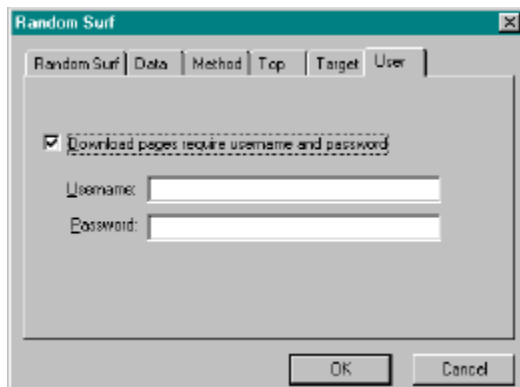 Random Surf
Random Surf Data Method Top Target User
Download pages require username and password
Username:
Password:
OK Cancel